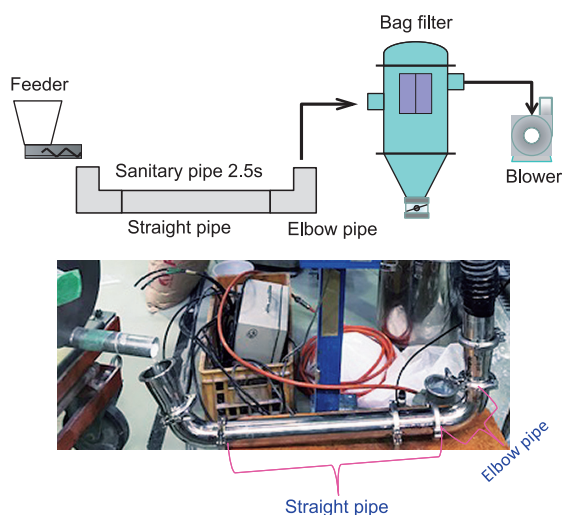 Bag filter
Feeder
Sanitary pipe 2.5s
Blower
Straight pipe
Elbow pipe
Elbow pipe
Straight pipe